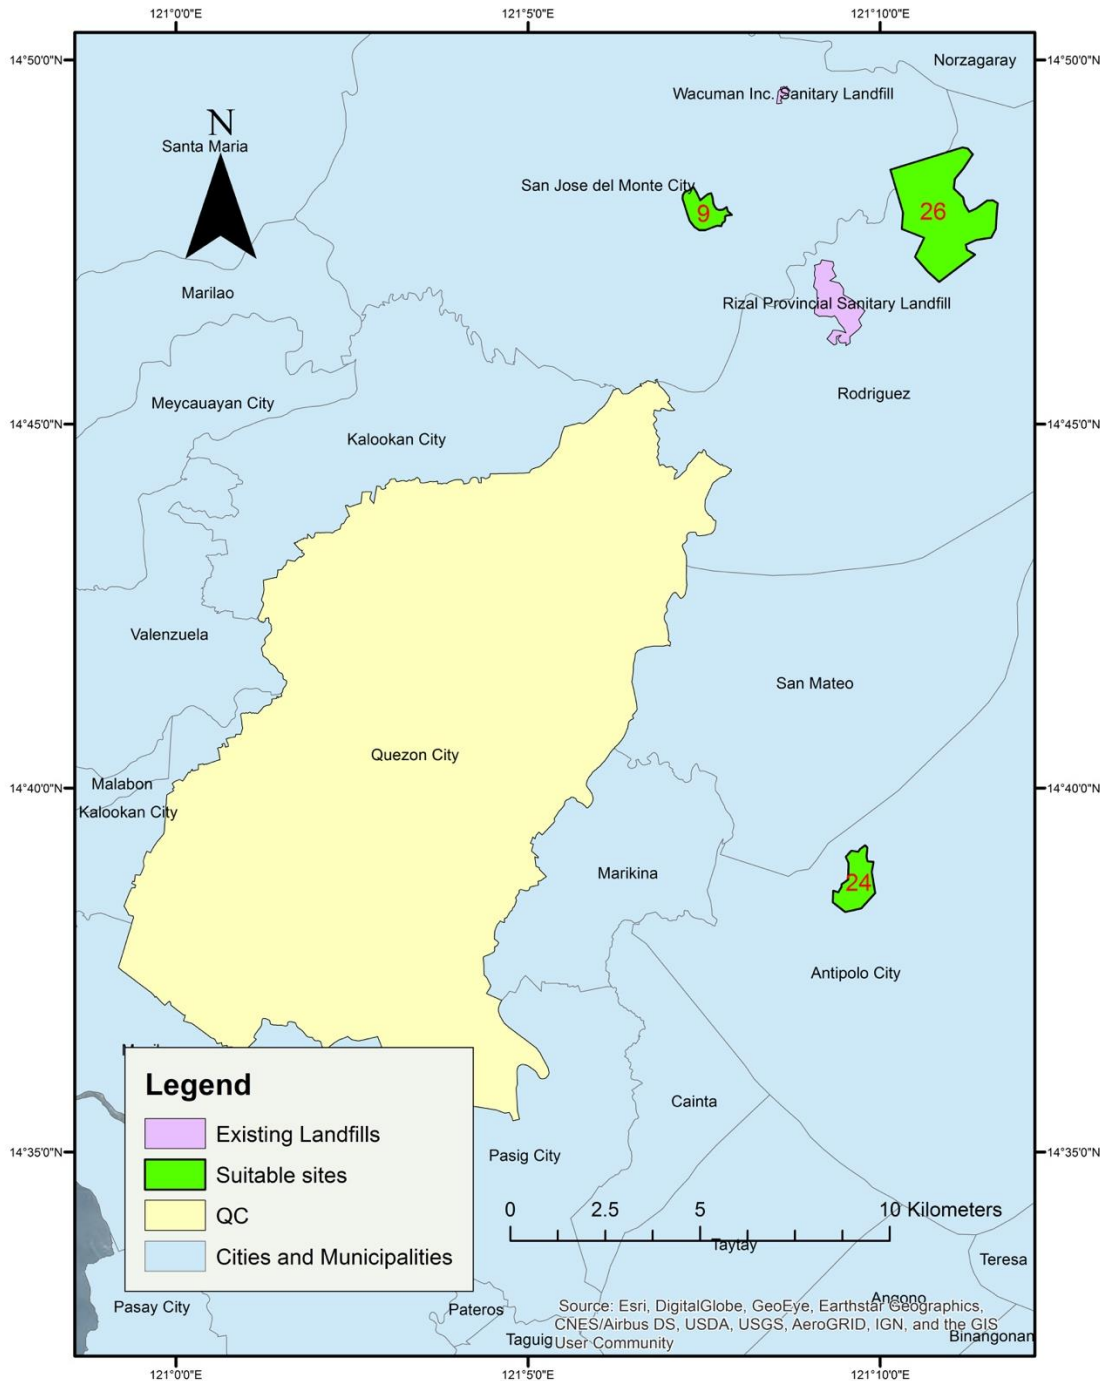 121°0'0"E
121°5'0"E
121°10'0"E
14°50'0"N
14°50'0"N
Norzagaray
Wacuman Inc. Sanitary Landfill
N
Santa Maria
San Jose del Monte City
9
26
Marilao
Rizal Provincial Sanitary Landfill
Rodriguez
Meycauayan City
14°45'0"N
14°45'0"N
Kalookan City
Valenzuela
San Mateo
Quezon City
Malabon
14°40'0"N
14°40'0"N
Kalookan City
Marikina
24
Antipolo City
Legend
Existing Landfills
Suitable sites
QC
Cities and Municipalities
Cainta
14°35'0"N
14°35'0"N
Pasig City
0 2.5 5 10 Kilometers
Taytay
Teresa
Angono
Pasay City
Pateros
Taguig
Binangonan
Source: Esri, DigitalGlobe, GeoEye, Earthstar Geographics,
CNES/Airbus DS, USDA, USGS, AeroGRID, IGN, and the GIS
User Community
121°0'0"E
121°5'0"E
121°10'0"E